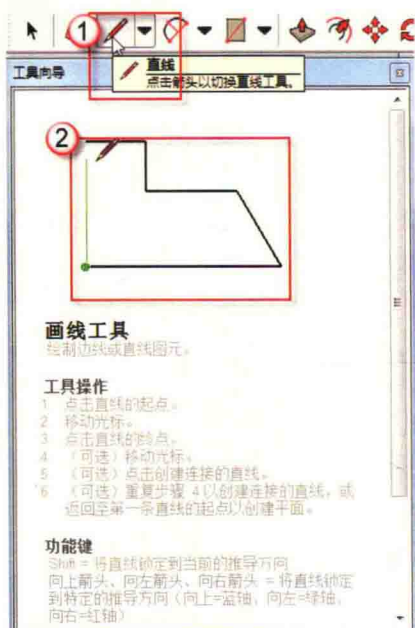 1
直线
点击箭头以切换直线工具。
工具向导
2
画线工具
绘制边线或直线图元。
工具操作
1 点击直线的起点。
2 移动光标。
3 点击直线的终点。
4 （可选）移动光标。
5 （可选）点击创建连接的直线。
6 （可选）重复步骤 4 以创建连接的直线，或
返回至第一条直线的起点以创建平面。
功能键
Shift = 将直线锁定到当前的推导方向
向上箭头、向左箭头、向右箭头 = 将直线锁定
到特定的推导方向（向上=蓝轴，向左=绿轴，
向右=红轴）